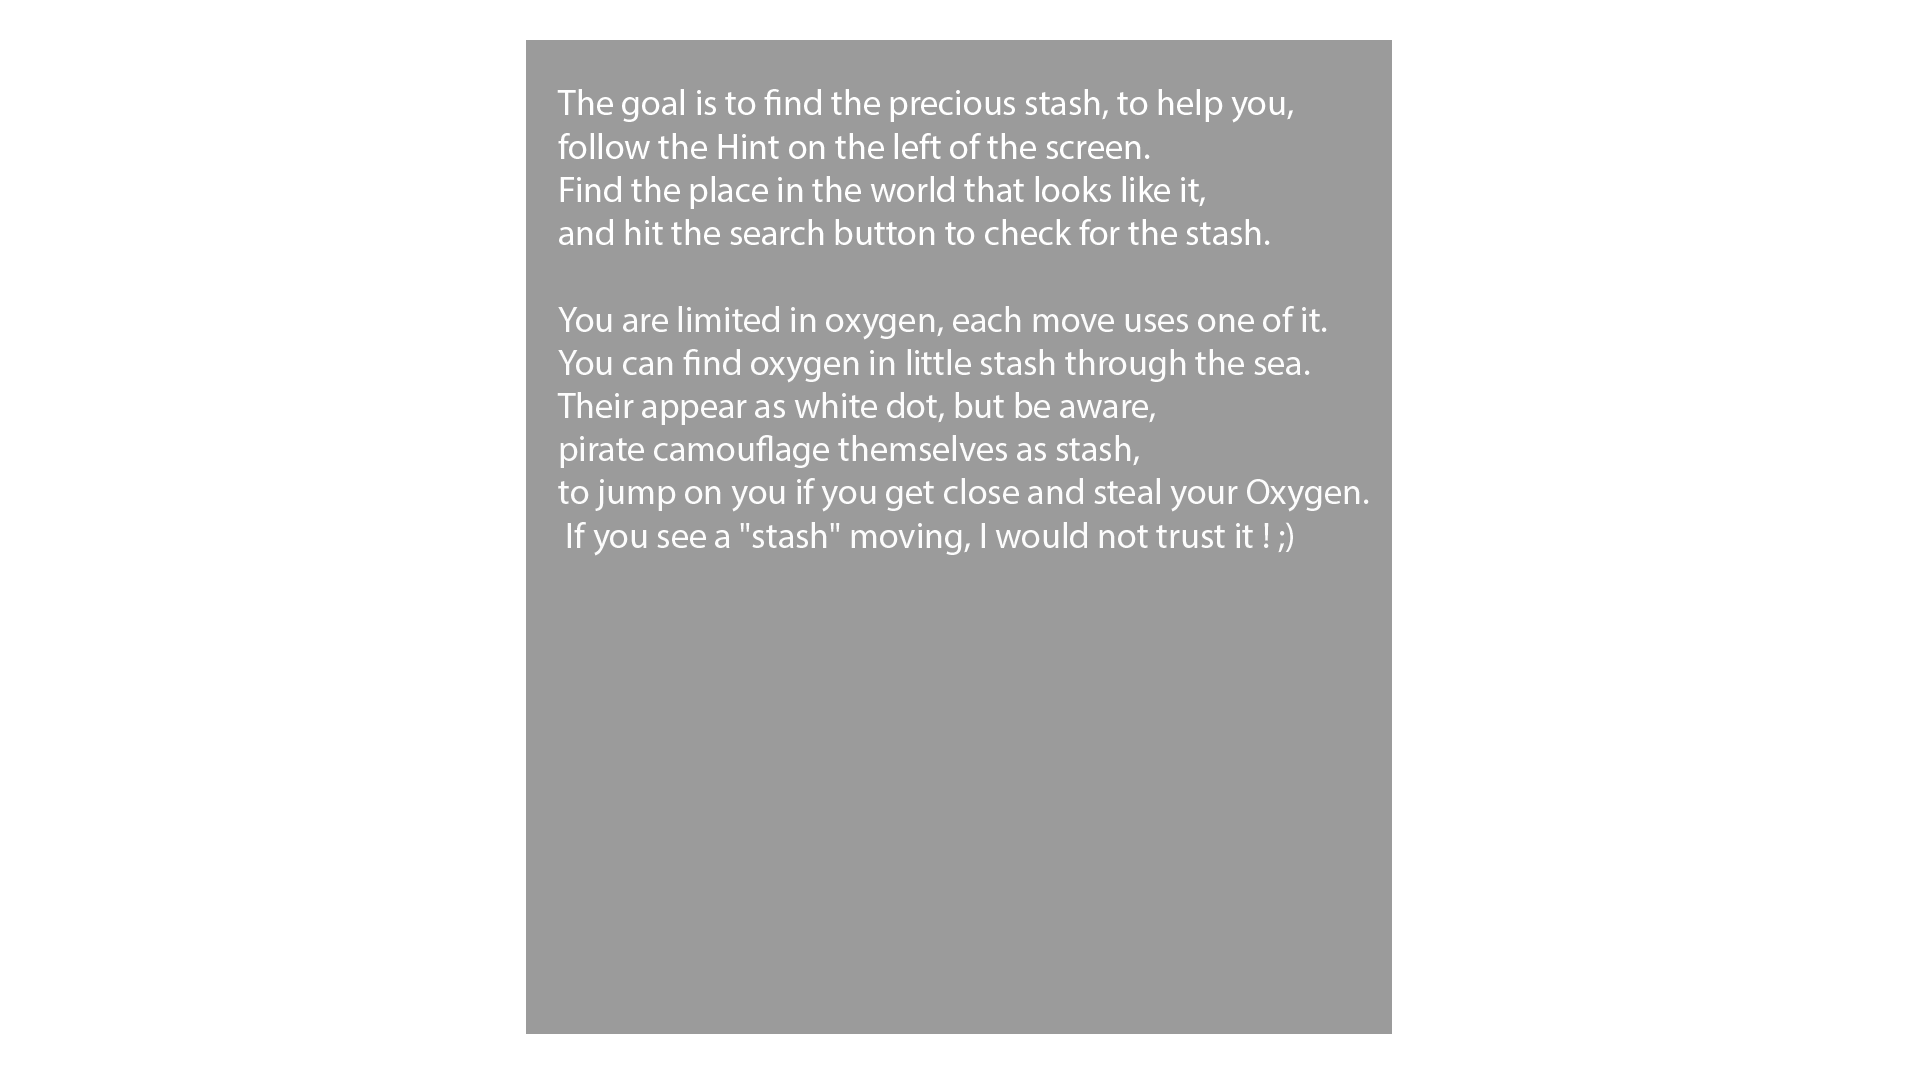 The goal is to find the precious stash, to help you,
follow the Hint on the left of the screen.
Find the place in the world that looks like it,
and hit the search button to check for the stash.
You are limited in oxygen, each move uses one of it.
You can find oxygen in little stash through the sea.
Their appear as white dot, but be aware,
pirate camouflage themselves as stash,
to jump on you if you get close and steal your Oxygen.
If you see a "stash" moving, I would not trust it ! ;)